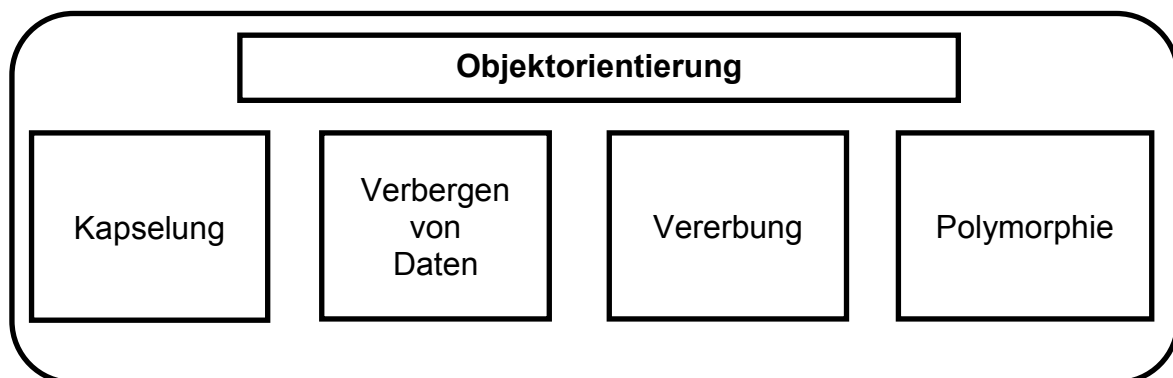 Objektorientierung
Kapselung
Verbergen
von
Daten
Vererbung
Polymorphie